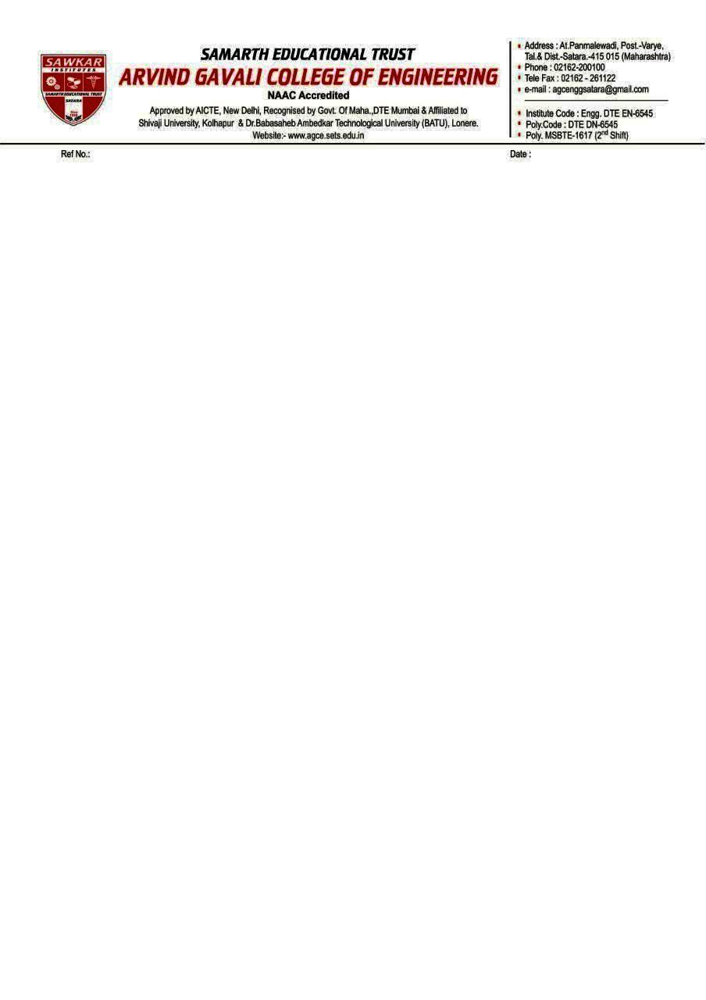 SAWKAR
INSTITUTES
SAMARTH EDUCATIONAL TRUST
SATARA
SAMARTH EDUCATIONAL TRUST
ARVIND GAVALI COLLEGE OF ENGINEERING
NAAC Accredited
Approved by AICTE, New Delhi, Recognised by Govt. Of Maha.,DTE Mumbai & Affiliated to
Shivaji University, Kolhapur & Dr.Babasaheb Ambedkar Technological University (BATU), Lonere.
Website:- www.agce.sets.edu.in
Address : At.Panmalewadi, Post.-Varye,
Tal.& Dist.-Satara.-415 015 (Maharashtra)
Phone : 02162-200100
Tele Fax : 02162 - 261122
e-mail : agcenggsatara@gmail.com
Institute Code : Engg. DTE EN-6545
Poly.Code : DTE DN-6545
Poly. MSBTE-1617 (2nd Shift)
Ref No.:
Date :